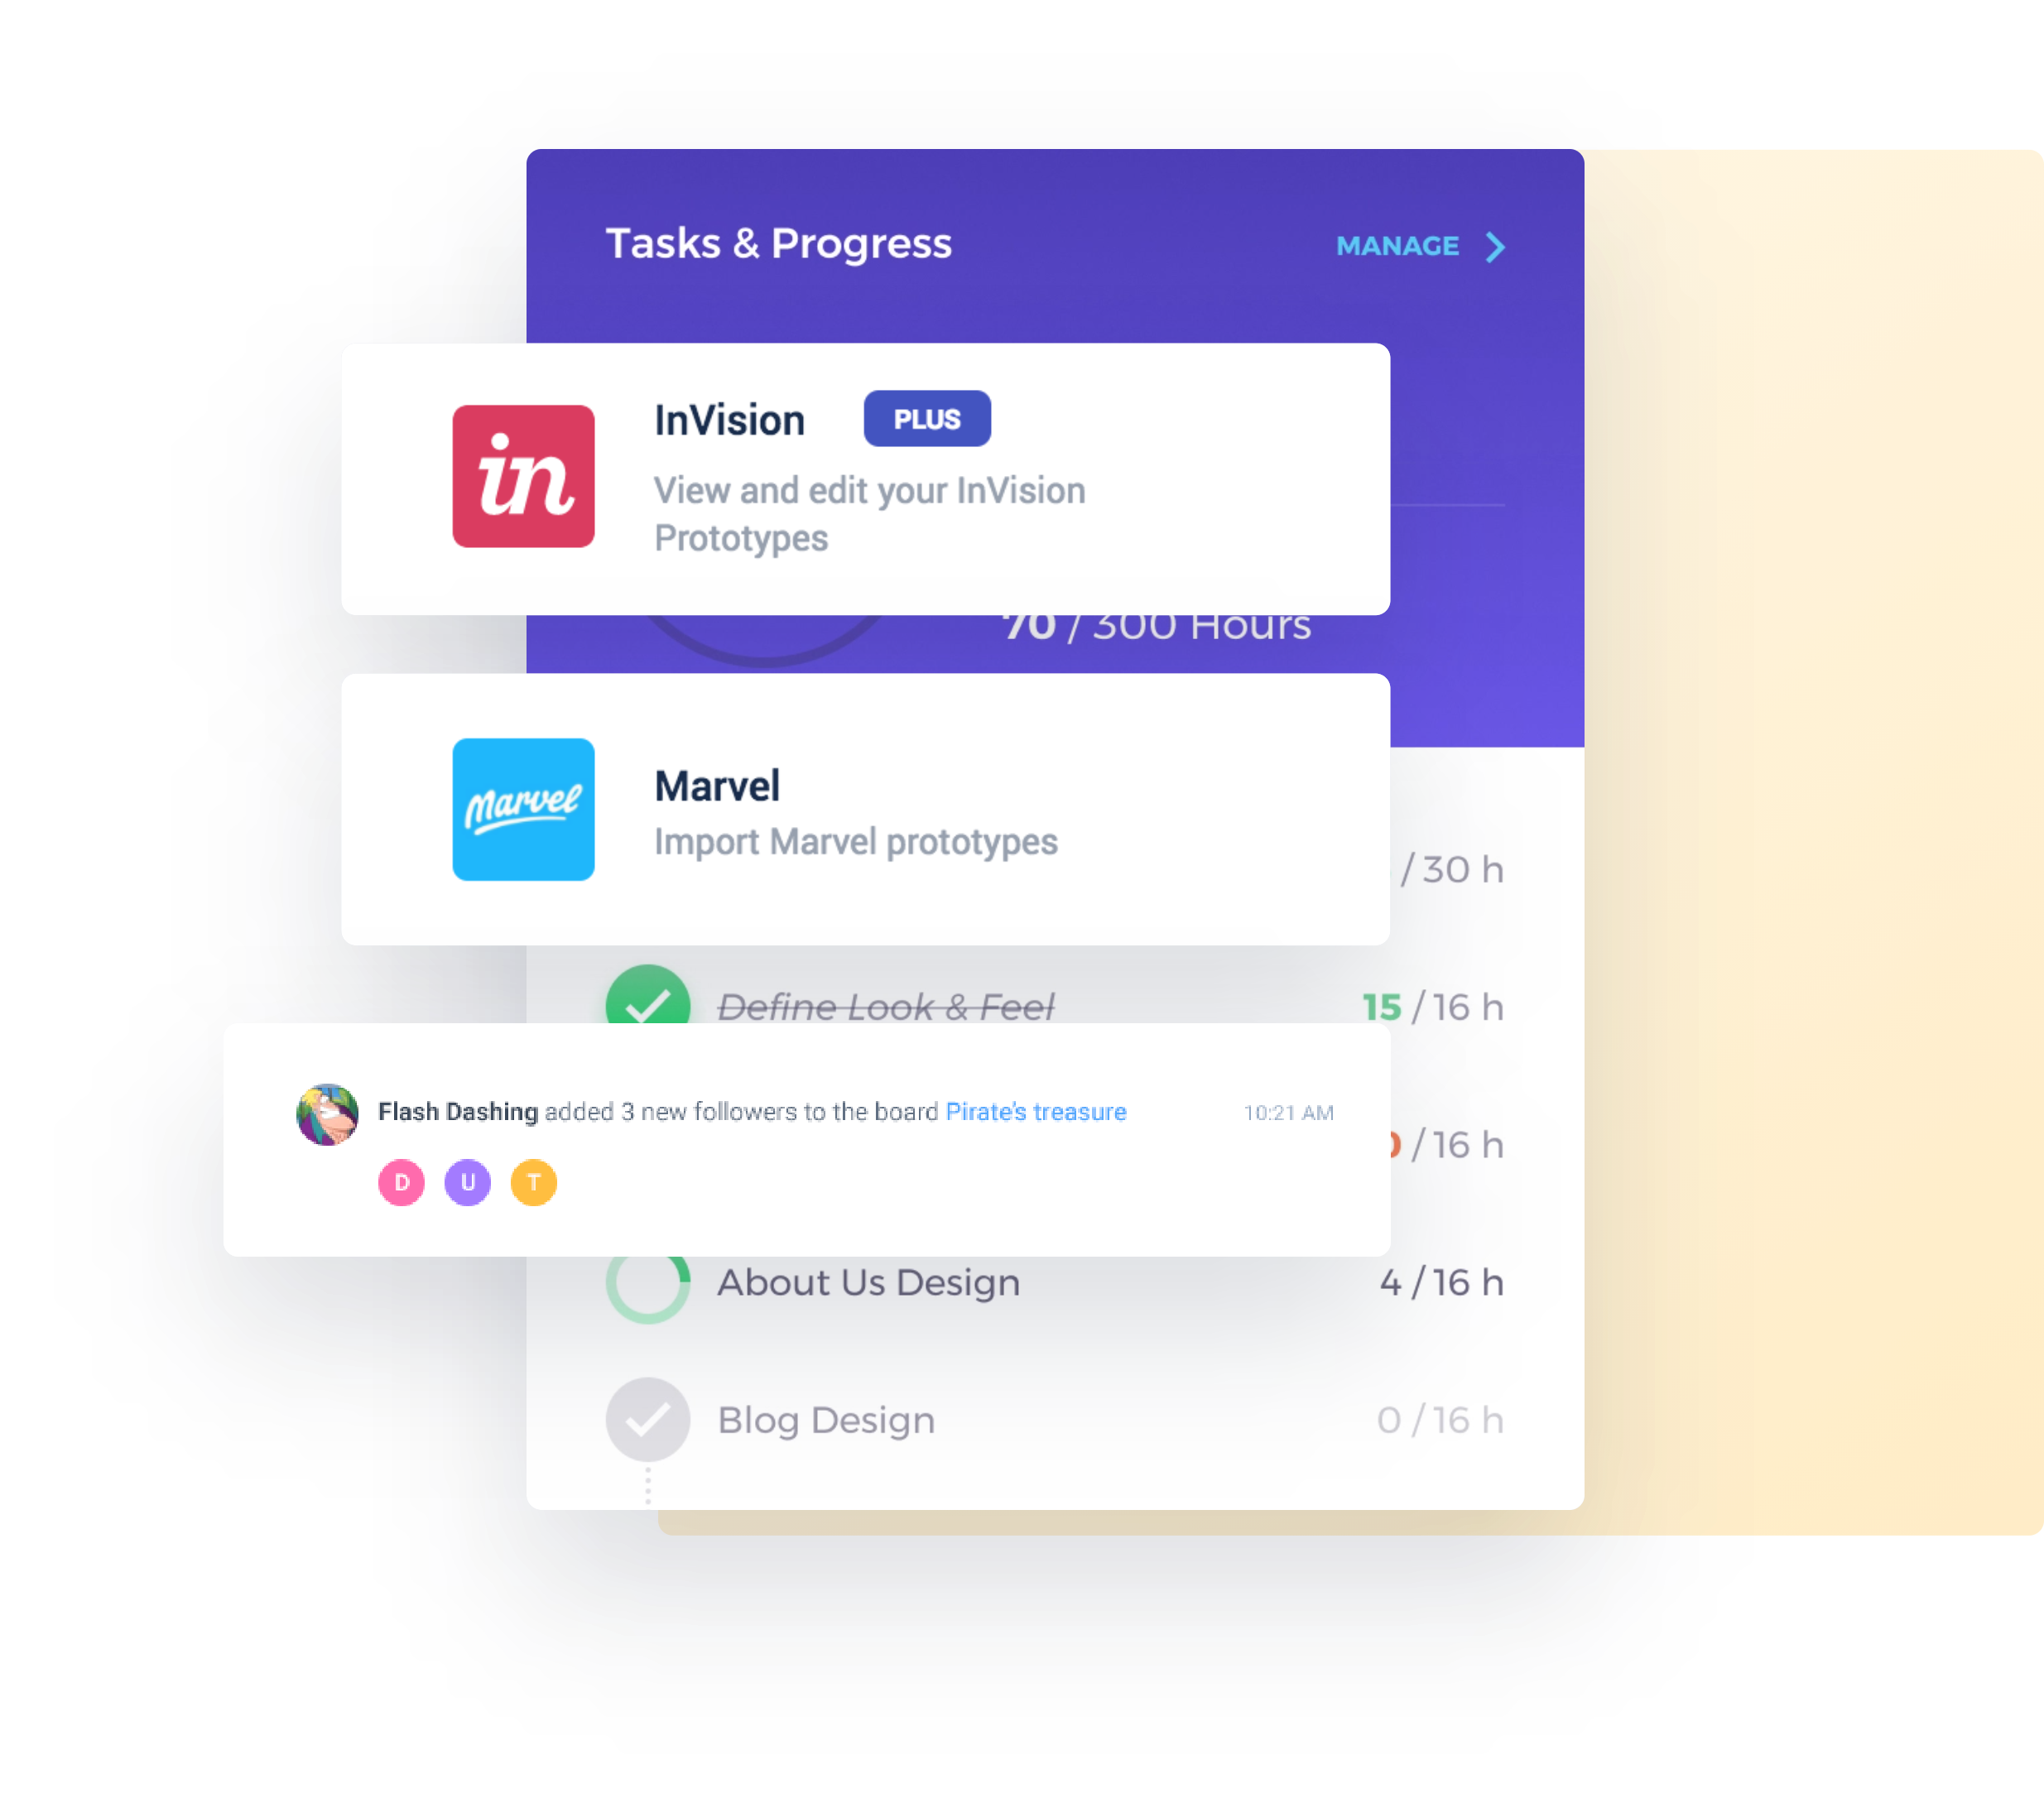 Tasks & Progress
MANAGE
in
InVision
PLUS
View and edit your InVision
Prototypes
70 / 300 Hours
Marvel
Marvel
Import Marvel prototypes
/ 30 h
Define Look & Feel
15 / 16 h
Flash Dashing added 3 new followers to the board Pirate's treasure
10:21 AM
/ 16 h
D
U
T
About Us Design
4 / 16 h
Blog Design
0 / 16 h